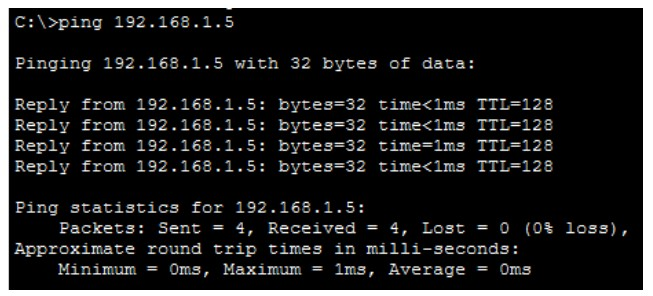 C:\>ping 192.168.1.5
Pinging 192.168.1.5 with 32 bytes of data:
Reply from 192.168.1.5: bytes=32 time<1ms TTL=128
Reply from 192.168.1.5: bytes=32 time<1ms TTL=128
Reply from 192.168.1.5: bytes=32 time=1ms TTL=128
Reply from 192.168.1.5: bytes=32 time<1ms TTL=128
Ping statistics for 192.168.1.5:
Packets: Sent = 4, Received = 4, Lost = 0 (0% loss),
Approximate round trip times in milli-seconds:
Minimum = 0ms, Maximum = 1ms, Average = 0ms